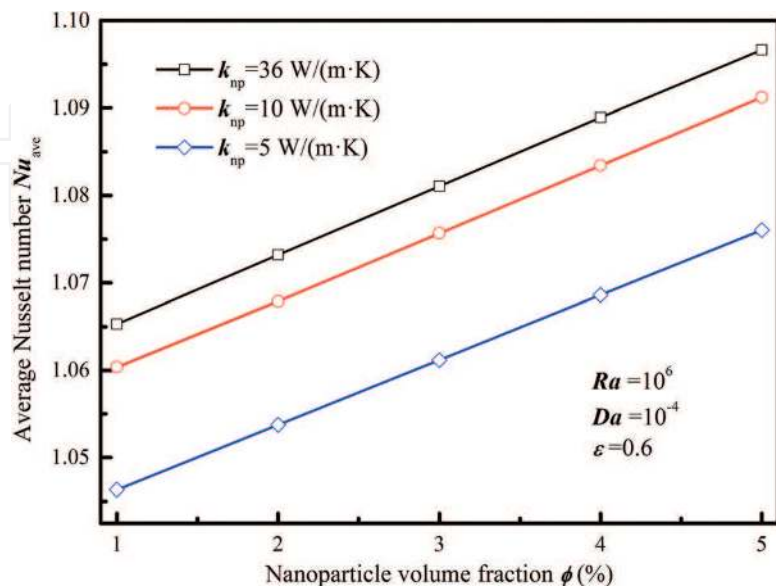 Average Nusselt number Nu_ave
1.10
1.09
1.08
1.07
1.06
1.05
k_np=36 W/(m·K)
k_np=10 W/(m·K)
k_np=5 W/(m·K)
Ra=10^6
Da=10^-4
ε=0.6
1 2 3 4 5
Nanoparticle volume fraction ϕ(%)